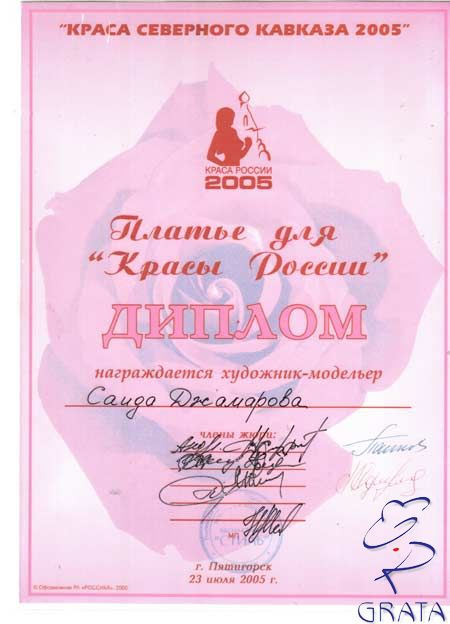 "КРАСА СЕВЕРНОГО КАВКАЗА 2005"
КРАСА РОССИИ
2005
Платье для
"Красы России"
ДИПЛОМ
награждается художник-модельер
Саида Джамарова
члены жюри:
МП
г. Пятигорск
23 июля 2005 г.
GRATA